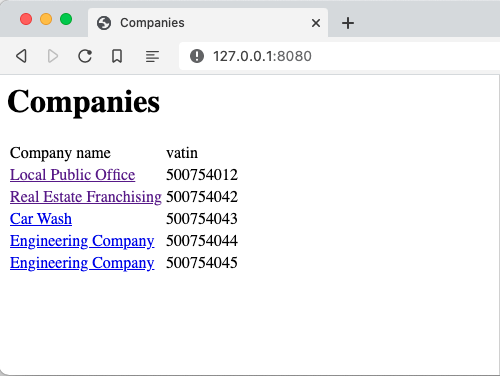 Companies
127.0.0.1:8080
Companies
Company name vatin
Local Public Office 500754012
Real Estate Franchising 500754042
Car Wash 500754043
Engineering Company 500754044
Engineering Company 500754045